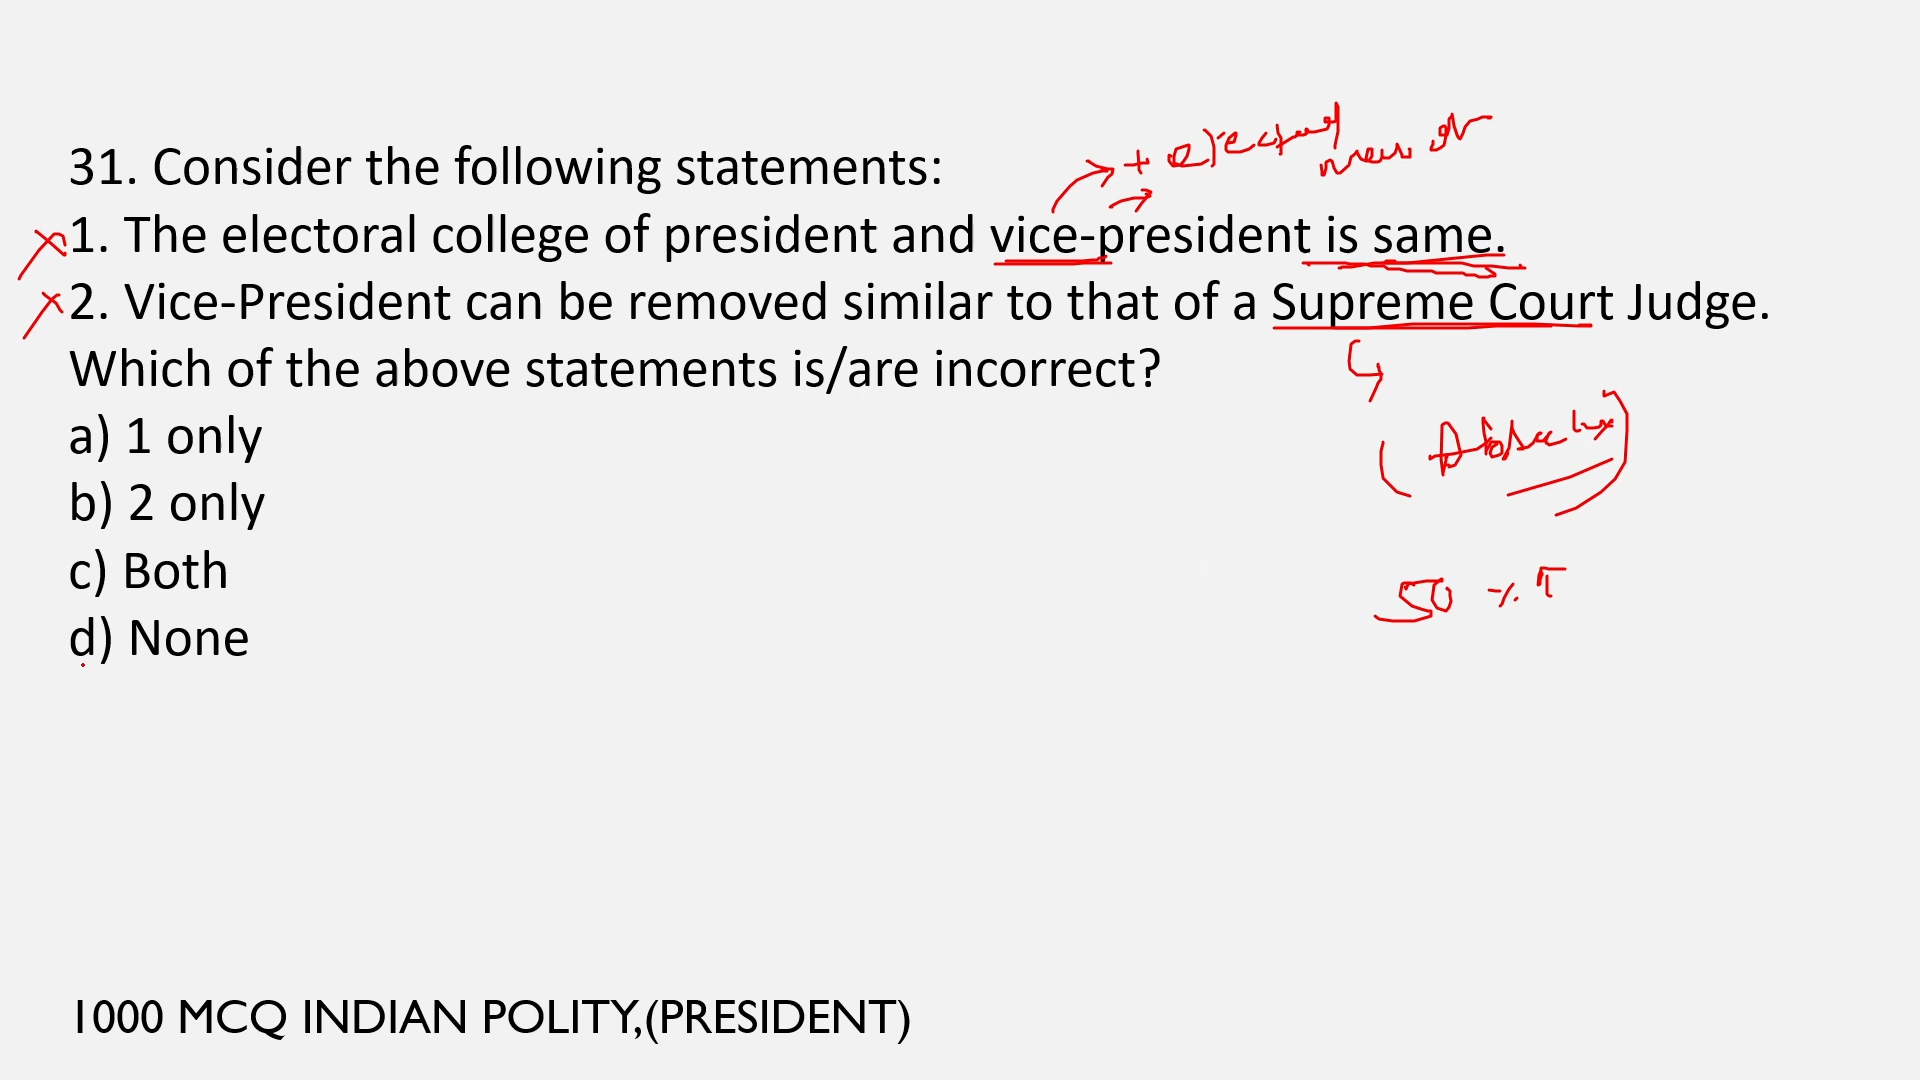 31. Consider the following statements:
1. The electoral college of president and vice-president is same.
2. Vice-President can be removed similar to that of a Supreme Court Judge.
Which of the above statements is/are incorrect?
a) 1 only
b) 2 only
c) Both
d) None
50 %
1000 MCQ INDIAN POLITY,(PRESIDENT)